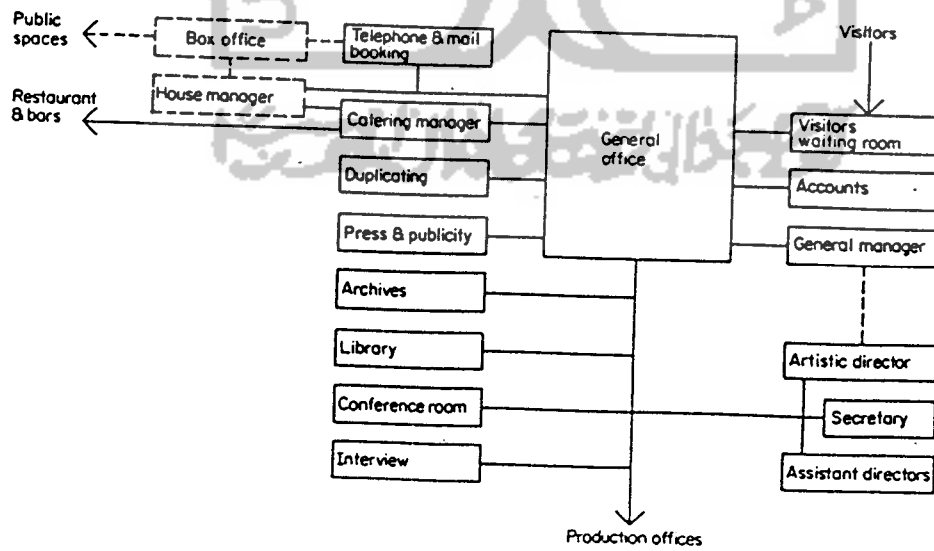 Public
spaces
Box office
Telephone & mail
booking
Visitors
House manager
Restaurant
& bars
Catering manager
General
office
Visitors
waiting room
Duplicating
Accounts
Press & publicity
General manager
Archives
Library
Artistic director
Conference room
Secretary
Interview
Assistant directors
Production offices